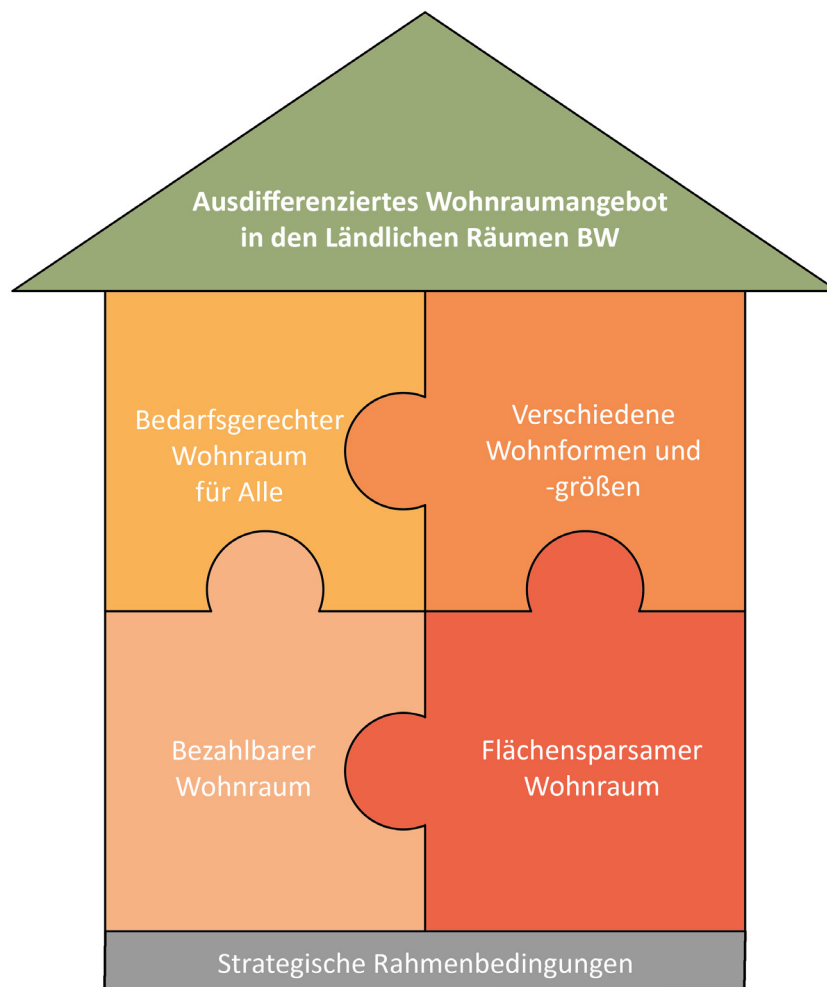 Ausdifferenziertes Wohnraumangebot
in den Ländlichen Räumen BW
Bedarfsgerechter
Wohnraum
für Alle
Verschiedene
Wohnformen und
-größen
Bezahlbarer
Wohnraum
Flächensparsamer
Wohnraum
Strategische Rahmenbedingungen